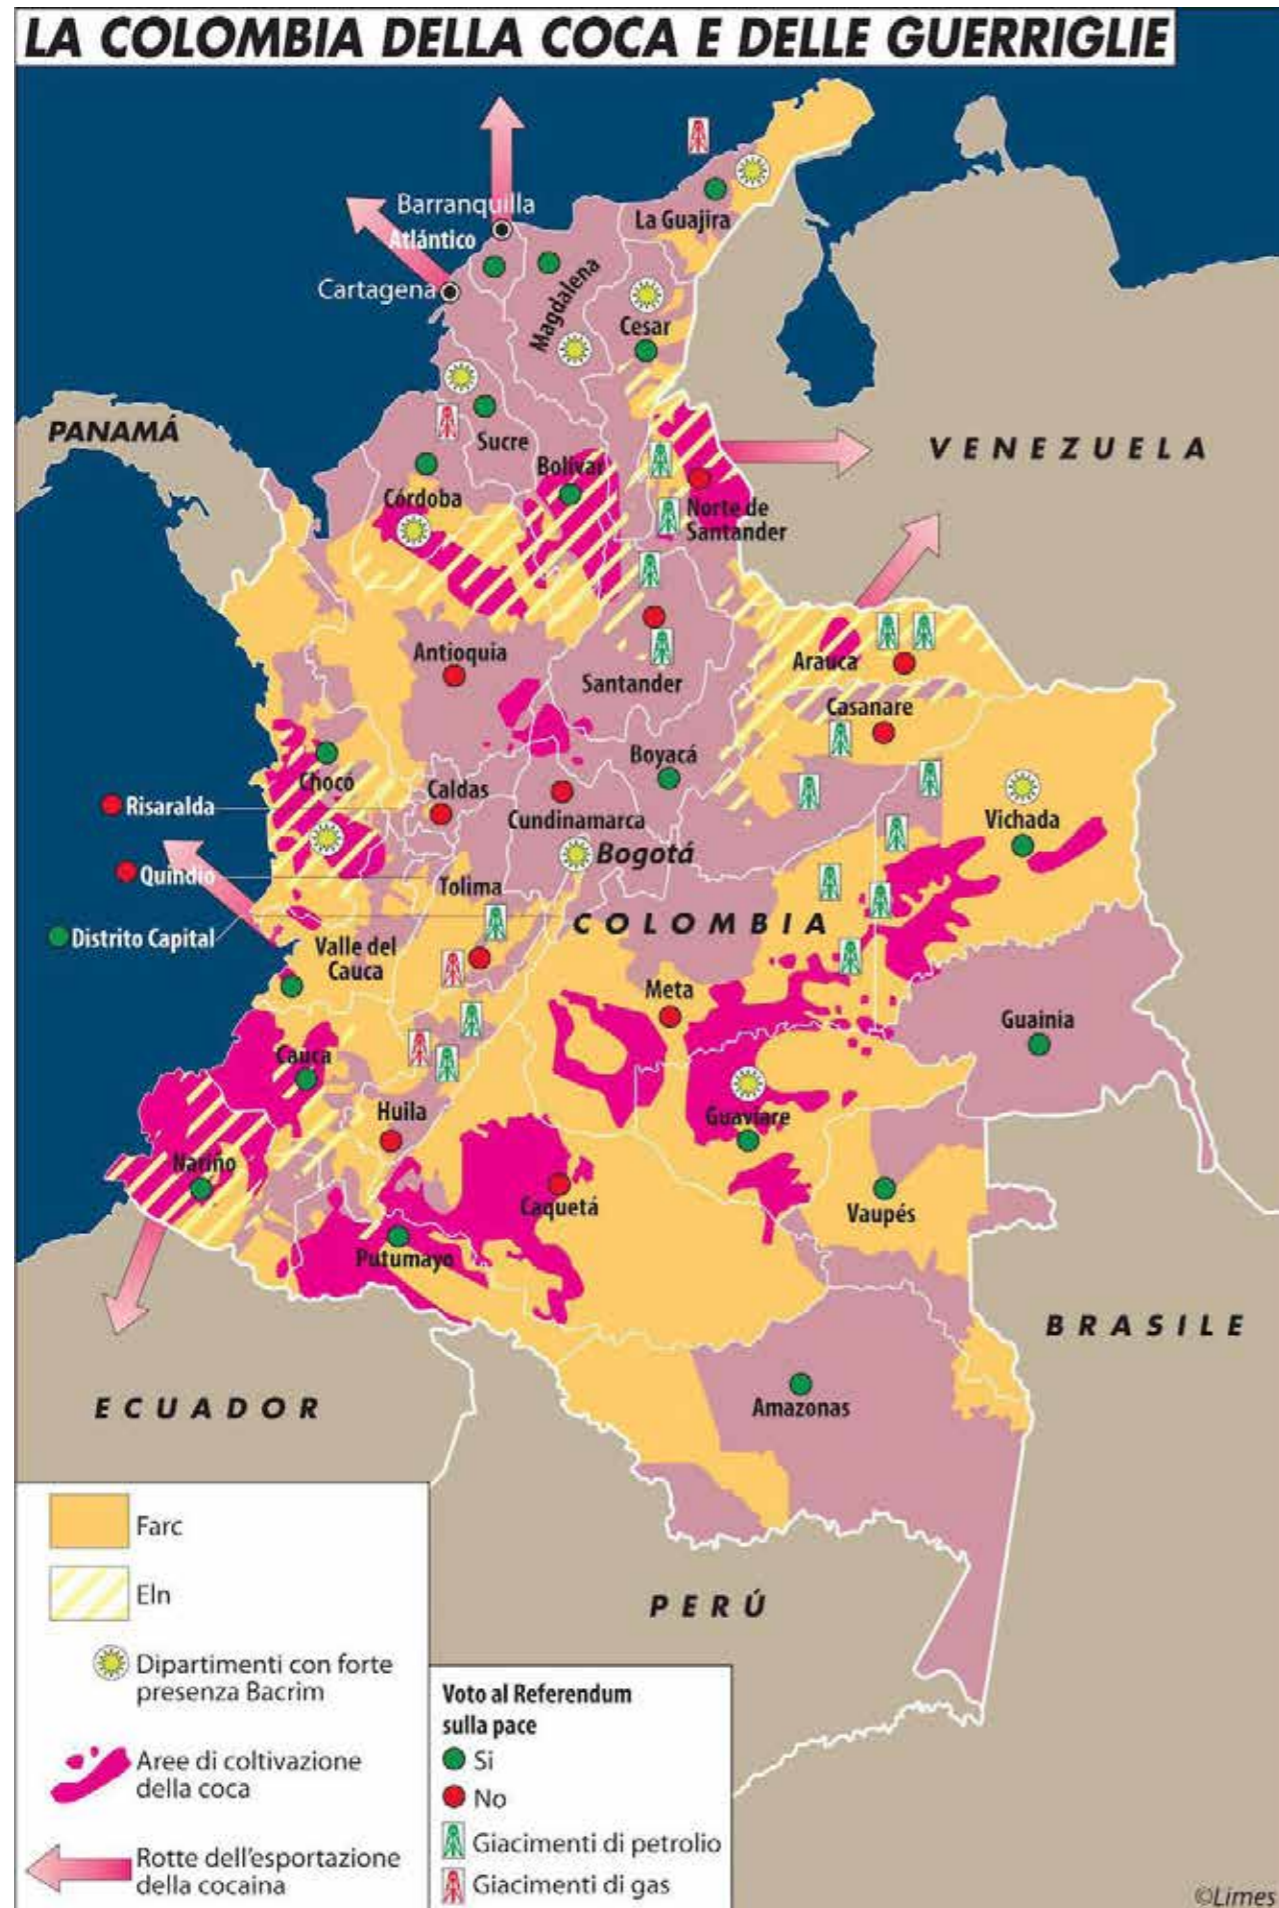 LA COLOMBIA DELLA COCA E DELLE GUERRIGLIE
Barranquilla
Atlántico
Cartagena
La Guajira
Magdalena
Cesar
PANAMÁ
VENEZUELA
Sucre
Bolívar
Córdoba
Norte de
Santander
Antioquia
Santander
Arauca
Casanare
Boyacá
Chocó
Caldas
Cundinamarca
Risaralda
Vichada
Bogotá
Quindío
Tolima
COLOMBIA
Distrito Capital
Valle del
Cauca
Meta
Guainia
Cauca
Huila
Guaviare
Nariño
Caquetá
Vaupés
Putumayo
BRASILE
ECUADOR
Amazonas
PERÚ
Farc
Eln
Dipartimenti con forte
presenza Bacrim
Aree di coltivazione
della coca
Rotte dell'esportazione
della cocaina
Voto al Referendum
sulla pace
Si
No
Giacimenti di petrolio
Giacimenti di gas
©Limes